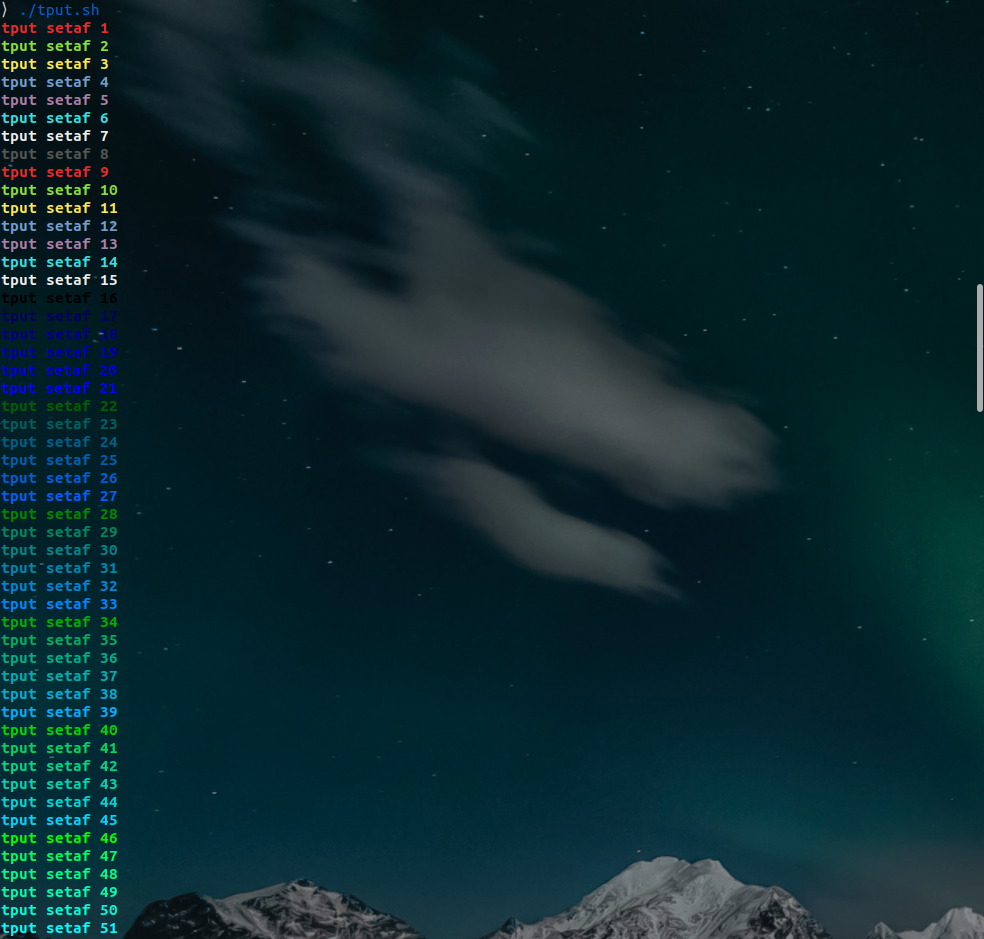 ⟩ ./tput.sh
tput setaf 1
tput setaf 2
tput setaf 3
tput setaf 4
tput setaf 5
tput setaf 6
tput setaf 7
tput setaf 8
tput setaf 9
tput setaf 10
tput setaf 11
tput setaf 12
tput setaf 13
tput setaf 14
tput setaf 15
tput setaf 16
tput setaf 17
tput setaf 18
tput setaf 19
tput setaf 20
tput setaf 21
tput setaf 22
tput setaf 23
tput setaf 24
tput setaf 25
tput setaf 26
tput setaf 27
tput setaf 28
tput setaf 29
tput setaf 30
tput setaf 31
tput setaf 32
tput setaf 33
tput setaf 34
tput setaf 35
tput setaf 36
tput setaf 37
tput setaf 38
tput setaf 39
tput setaf 40
tput setaf 41
tput setaf 42
tput setaf 43
tput setaf 44
tput setaf 45
tput setaf 46
tput setaf 47
tput setaf 48
tput setaf 49
tput setaf 50
tput setaf 51